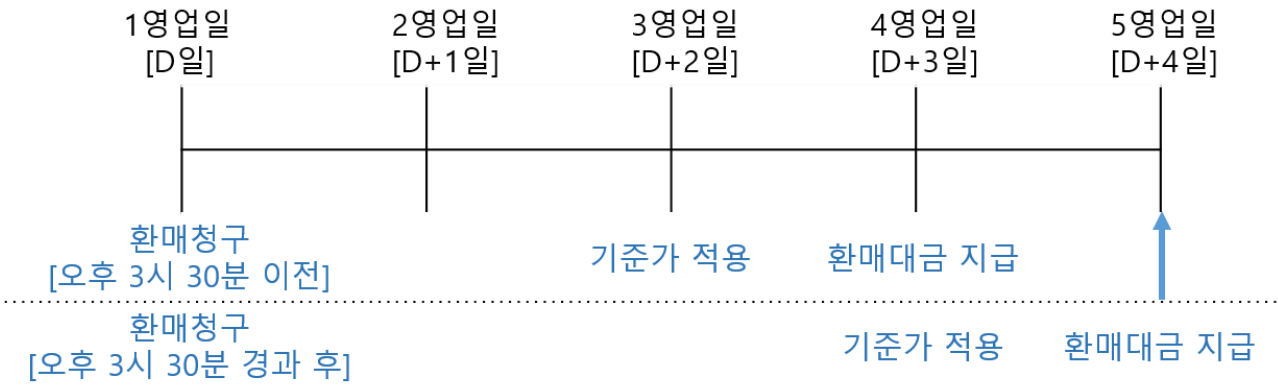 1영업일 2영업일 3영업일 4영업일 5영업일
[D일] [D+1일] [D+2일] [D+3일] [D+4일]
환매청구
[오후 3시 30분 이전]
기준가 적용
환매대금 지급
환매청구
[오후 3시 30분 경과 후]
기준가 적용
환매대금 지급